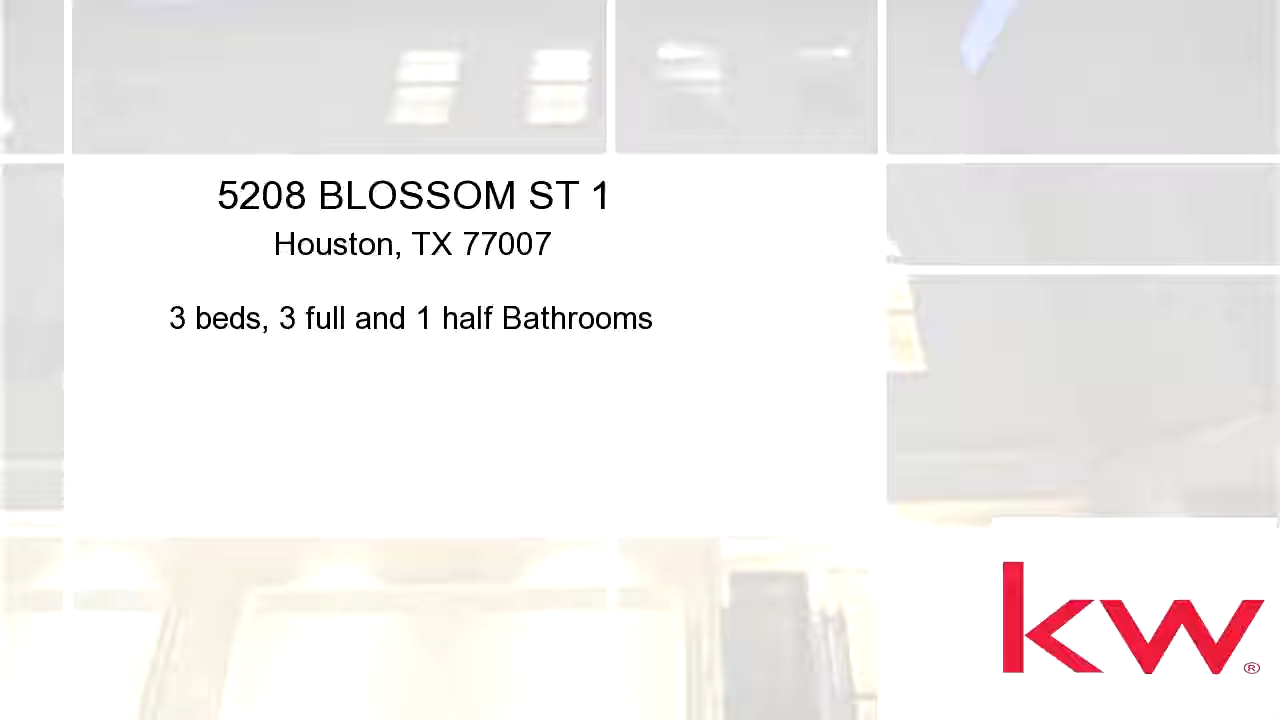 5208 BLOSSOM ST 1
Houston, TX 77007
3 beds, 3 full and 1 half Bathrooms
kw®